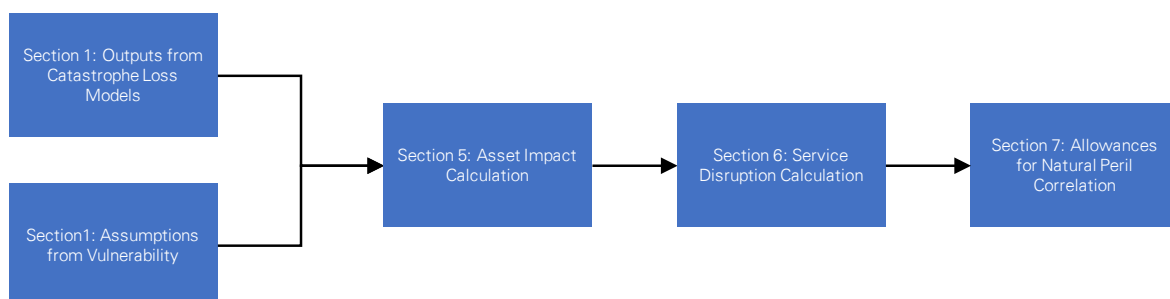 Section 1: Outputs from
Catastrophe Loss
Models
Section1: Assumptions
from Vulnerability
Section 5: Asset Impact
Calculation
Section 6: Service
Disruption Calculation
Section 7: Allowances
for Natural Peril
Correlation